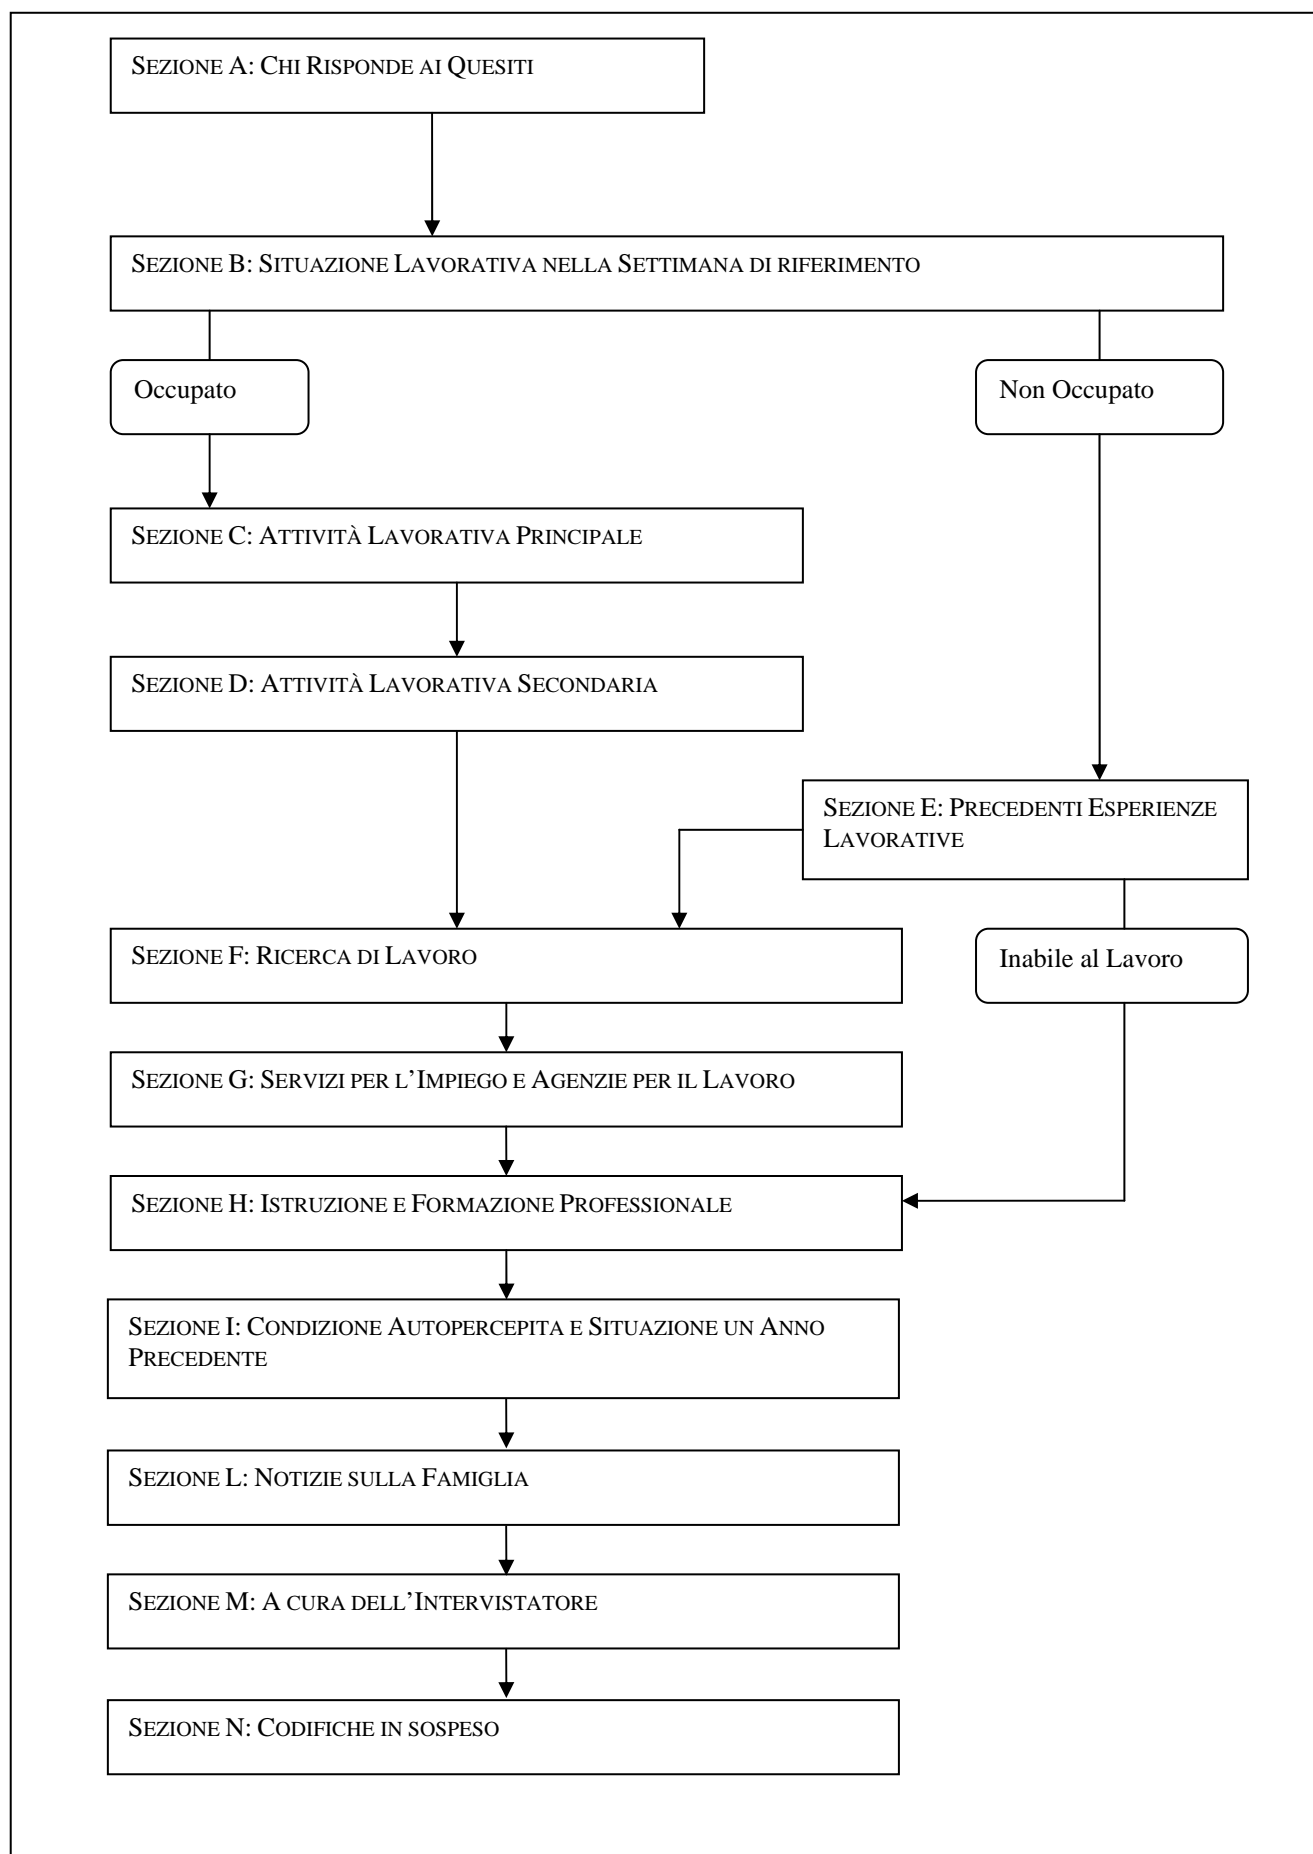 SEZIONE A: CHI RISPONDE AI QUESITI
SEZIONE B: SITUAZIONE LAVORATIVA NELLA SETTIMANA DI RIFERIMENTO
Occupato
Non Occupato
SEZIONE C: ATTIVITÀ LAVORATIVA PRINCIPALE
SEZIONE D: ATTIVITÀ LAVORATIVA SECONDARIA
SEZIONE E: PRECEDENTI ESPERIENZE
LAVORATIVE
SEZIONE F: RICERCA DI LAVORO
Inabile al Lavoro
SEZIONE G: SERVIZI PER L’IMPIEGO E AGENZIE PER IL LAVORO
SEZIONE H: ISTRUZIONE E FORMAZIONE PROFESSIONALE
SEZIONE I: CONDIZIONE AUTOPERCEPITA E SITUAZIONE UN ANNO
PRECEDENTE
SEZIONE L: NOTIZIE SULLA FAMIGLIA
SEZIONE M: A CURA DELL’INTERVISTATORE
SEZIONE N: CODIFICHE IN SOSPESO